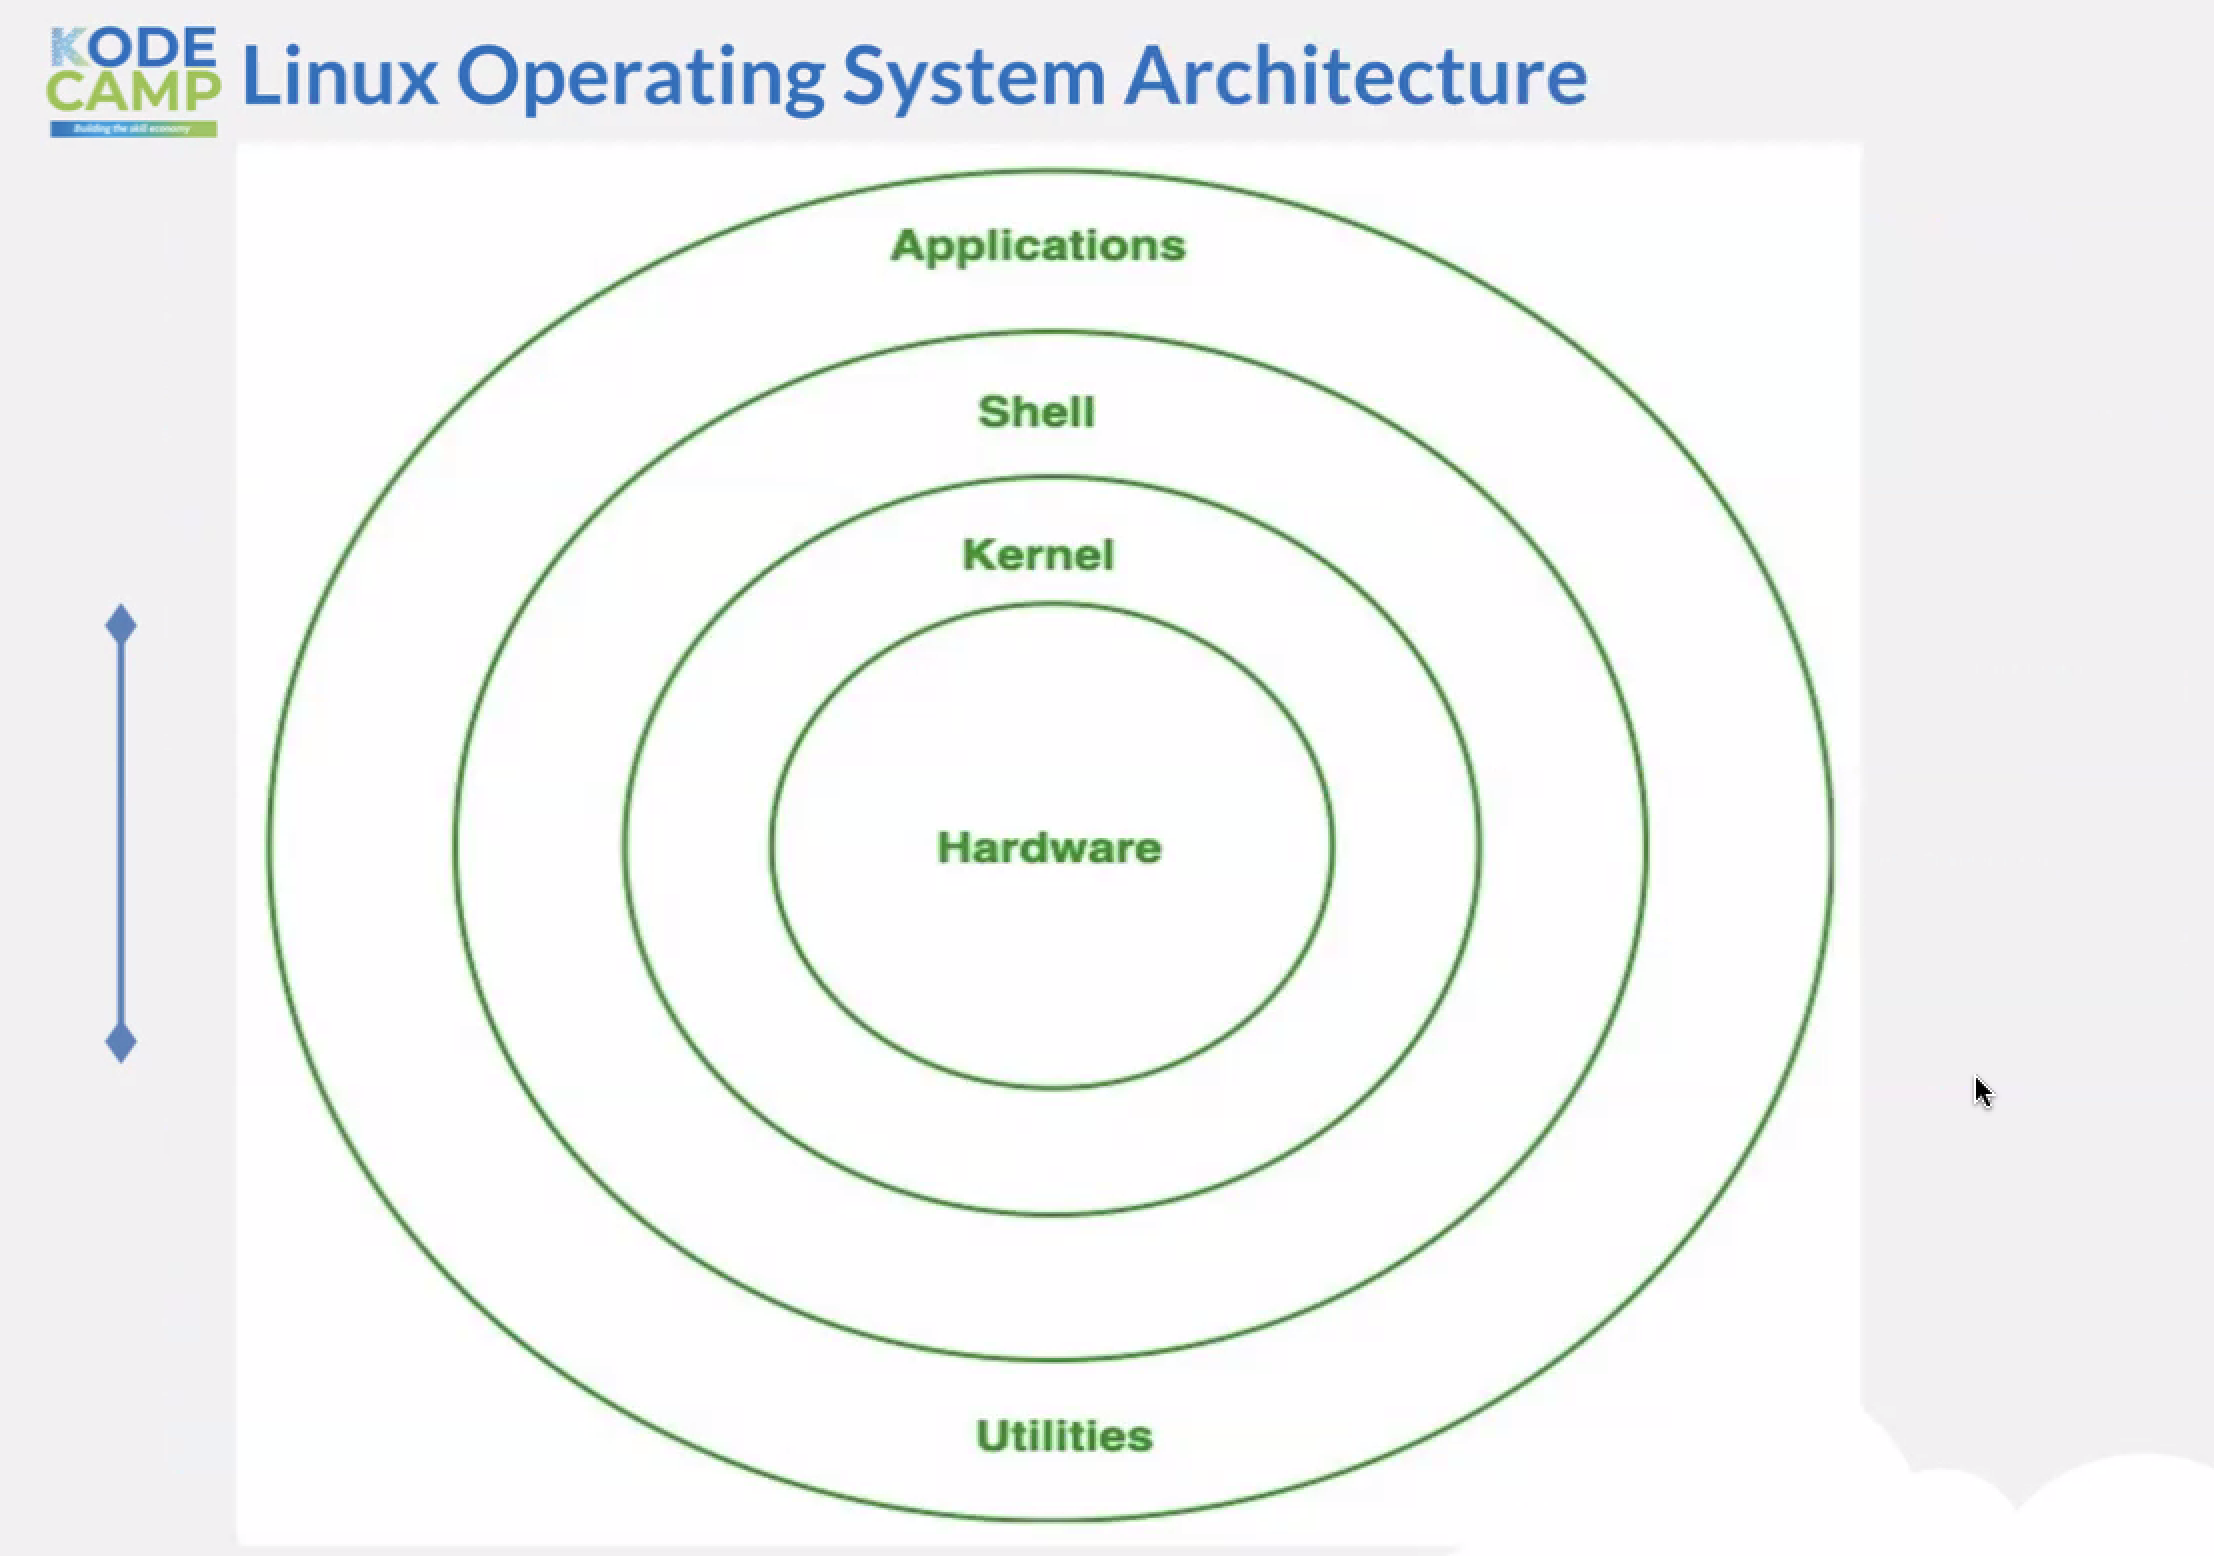 KODE
CAMP
Building the skill economy
Linux Operating System Architecture
Applications
Shell
Kernel
Hardware
Utilities